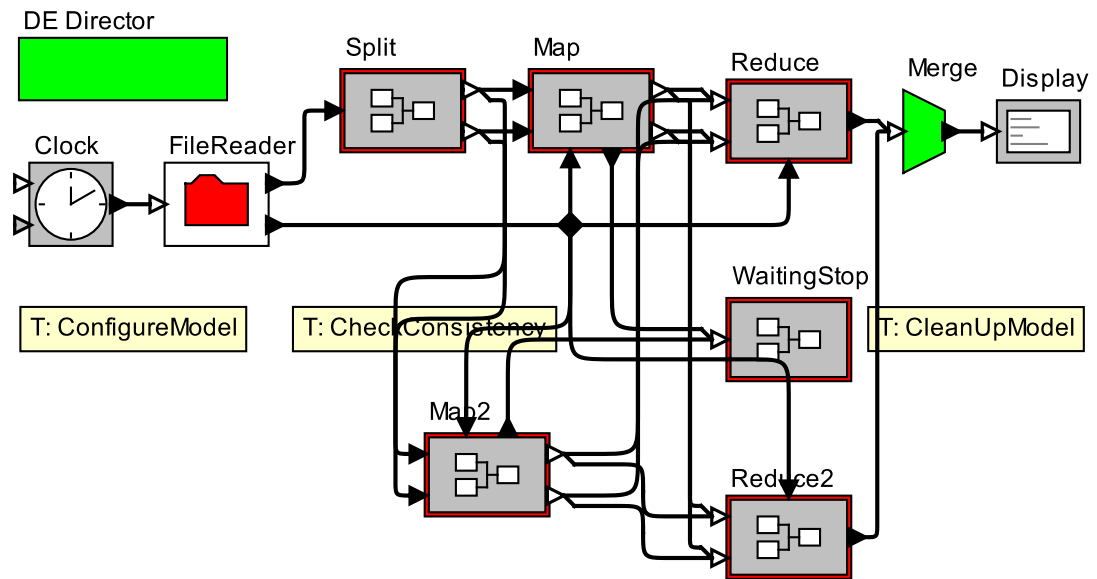 DE Director
Split
Map
Reduce
Merge
Display
Clock
FileReader
WaitingStop
T: ConfigureModel
T: CheckConsistency
T: CleanUpModel
Map2
Reduce2